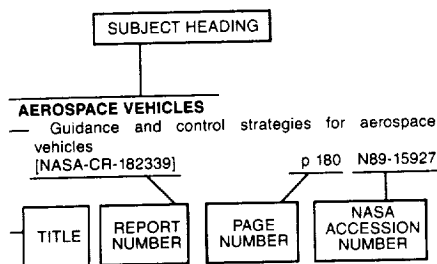 SUBJECT HEADING
AEROSPACE VEHICLES
Guidance and control strategies for aerospace
vehicles
[NASA-CR-182339] p 180 N89-15927
TITLE
REPORT
NUMBER
PAGE
NUMBER
NASA
ACCESSION
NUMBER